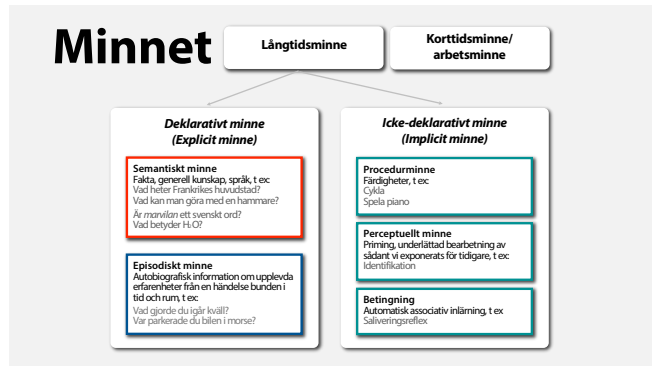 Minnet
Långtidsminne
Korttidsminne/
arbetsminne
Deklarativt minne
(Explicit minne)
Semantiskt minne
Fakta, generell kunskap, språk, t ex:
Vad heter Frankrikes huvudstad?
Vad kan man göra med en hammare?
Är marvilan ett svenskt ord?
Vad betyder H₂O?
Episodiskt minne
Autobiografisk information om upplevda
erfarenheter från en händelse bunden i
tid och rum, t ex:
Vad gjorde du igår kväll?
Var parkerade du bilen i morse?
Icke-deklarativt minne
(Implicit minne)
Procedurminne
Färdigheter, t ex:
Cykla
Spela piano
Perceptuellt minne
Priming, underlättad bearbetning av
sådant vi exponerats för tidigare, t ex:
Identifikation
Betingning
Automatisk associativ inlärning, t ex
Saliveringsreflex